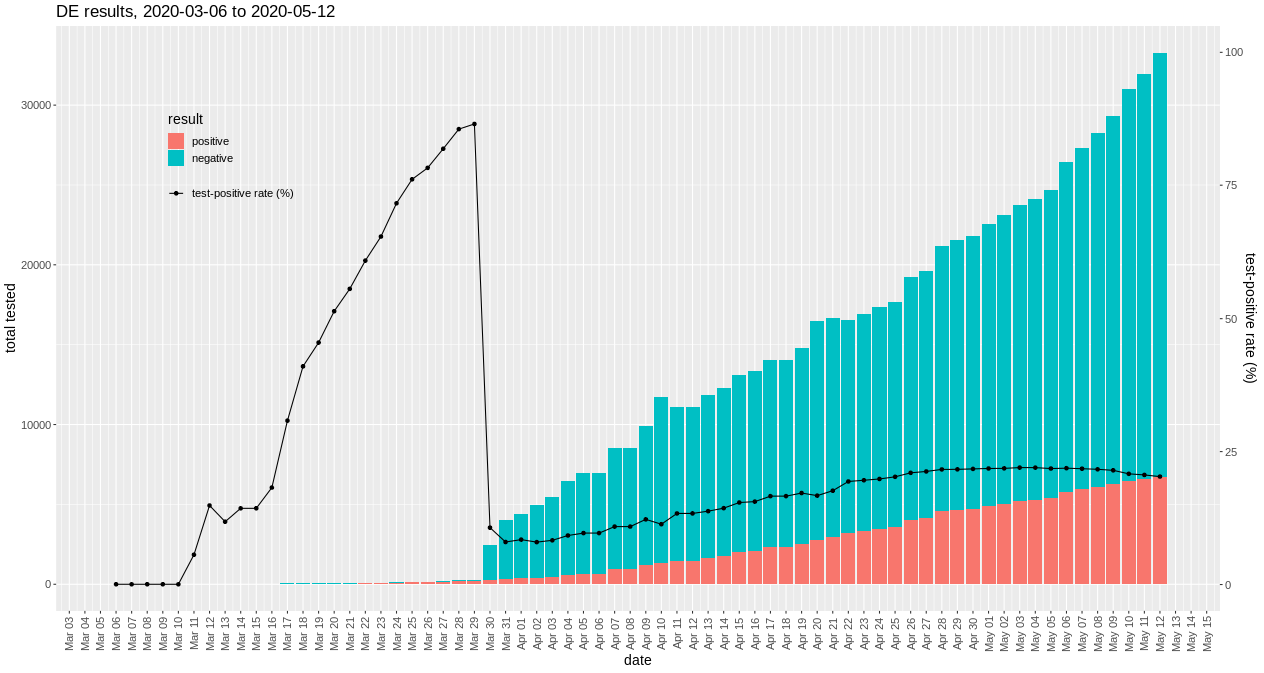 DE results, 2020-03-06 to 2020-05-12
total tested
30000
20000
10000
0
result
positive
negative
test-positive rate (%)
100
75
50
25
0
test-positive rate (%)
Mar 03
Mar 04
Mar 05
Mar 06
Mar 07
Mar 08
Mar 09
Mar 10
Mar 11
Mar 12
Mar 13
Mar 14
Mar 15
Mar 16
Mar 17
Mar 18
Mar 19
Mar 20
Mar 21
Mar 22
Mar 23
Mar 24
Mar 25
Mar 26
Mar 27
Mar 28
Mar 29
Mar 30
Mar 31
Apr 01
Apr 02
Apr 03
Apr 04
Apr 05
Apr 06
Apr 07
Apr 08
Apr 09
Apr 10
Apr 11
Apr 12
Apr 13
Apr 14
Apr 15
Apr 16
Apr 17
Apr 18
Apr 19
Apr 20
Apr 21
Apr 22
Apr 23
Apr 24
Apr 25
Apr 26
Apr 27
Apr 28
Apr 29
Apr 30
May 01
May 02
May 03
May 04
May 05
May 06
May 07
May 08
May 09
May 10
May 11
May 12
May 13
May 14
May 15
date